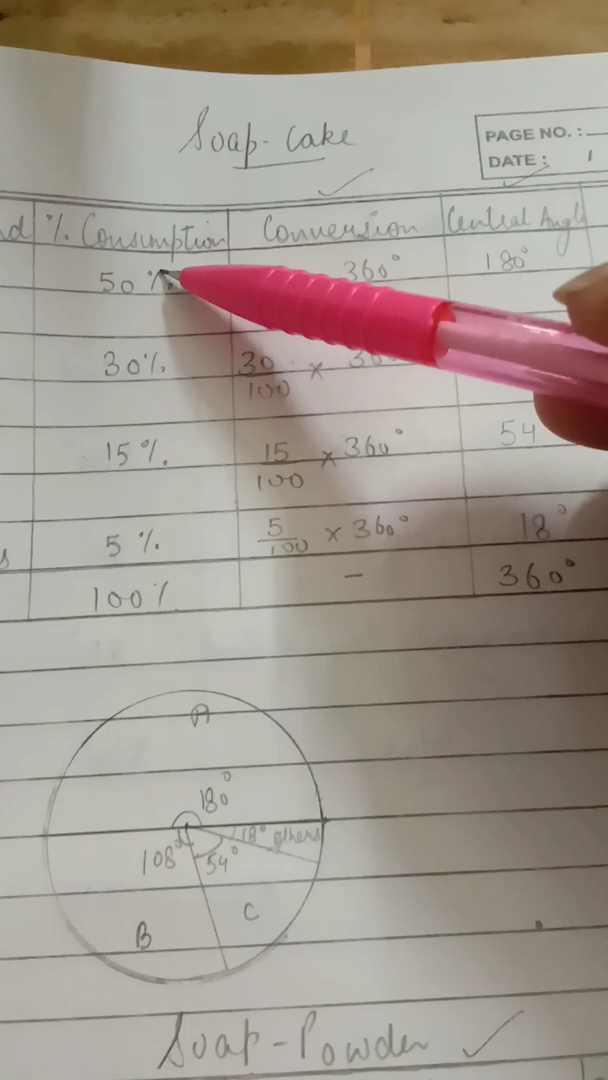 Soap-Cake
PAGE NO.:
DATE:
% Consumption Conversion Central Angle
50% 360° 180°
30% 30/100 x
15% 15/100 x 360° 54
5% 5/100 x 360° 18°
100% - 360°
A
180°
18° others
108° 54°
C
B
Soap-Powder